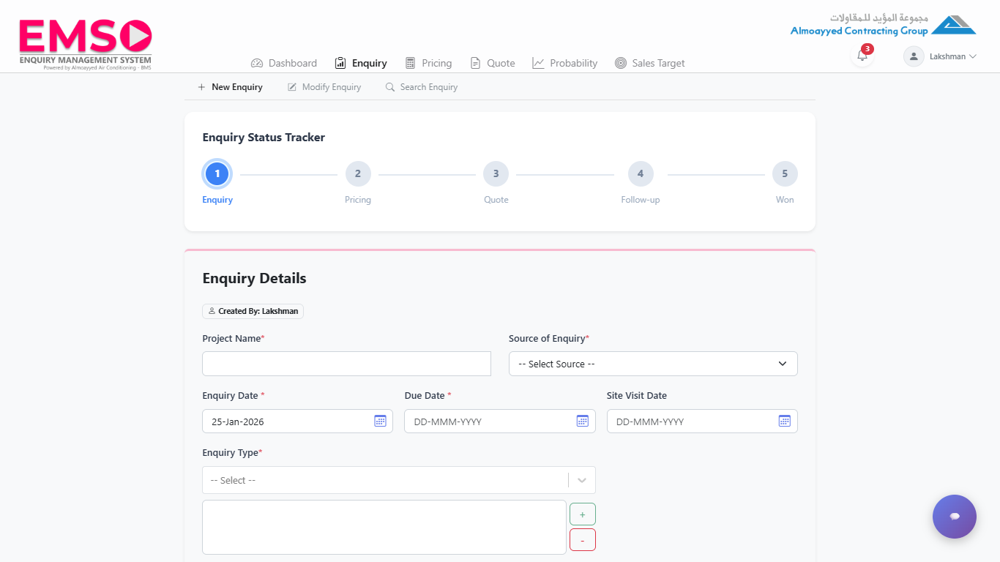 EMS
ENQUIRY MANAGEMENT SYSTEM
Powered by Almoayyed Air Conditioning - BMS
مجموعة المؤيد للمقاولات
Almoayyed Contracting Group
Dashboard
Enquiry
Pricing
Quote
Probability
Sales Target
3
Lakshman
New Enquiry
Modify Enquiry
Search Enquiry
Enquiry Status Tracker
1
2
3
4
5
Enquiry
Pricing
Quote
Follow-up
Won
Enquiry Details
Created By: Lakshman
Project Name*
Source of Enquiry*
-- Select Source --
Enquiry Date *
Due Date *
Site Visit Date
25-Jan-2026
DD-MMM-YYYY
DD-MMM-YYYY
Enquiry Type*
-- Select --
+
-